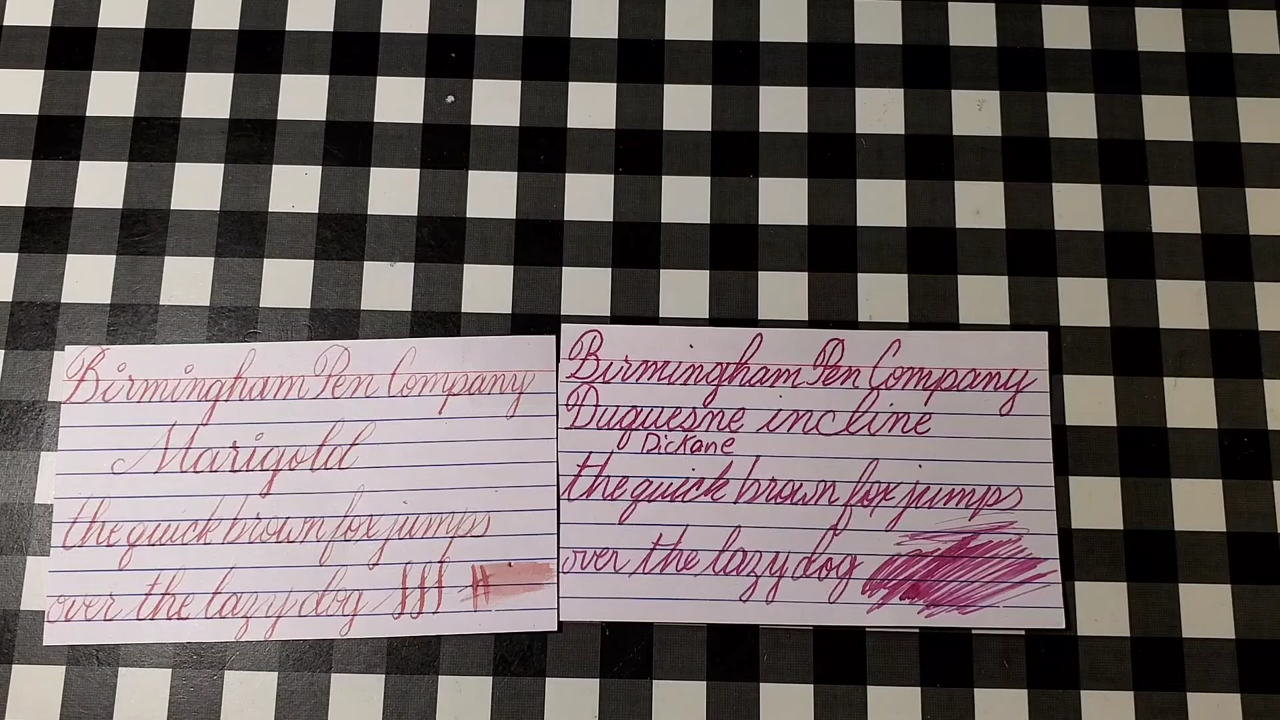 Birmingham Pen Company
Marigold
the quick brown fox jumps
over the lazy dog fff #
Birmingham Pen Company
Duquesne incline
Dickane
the quick brown fox jumps
over the lazy dog